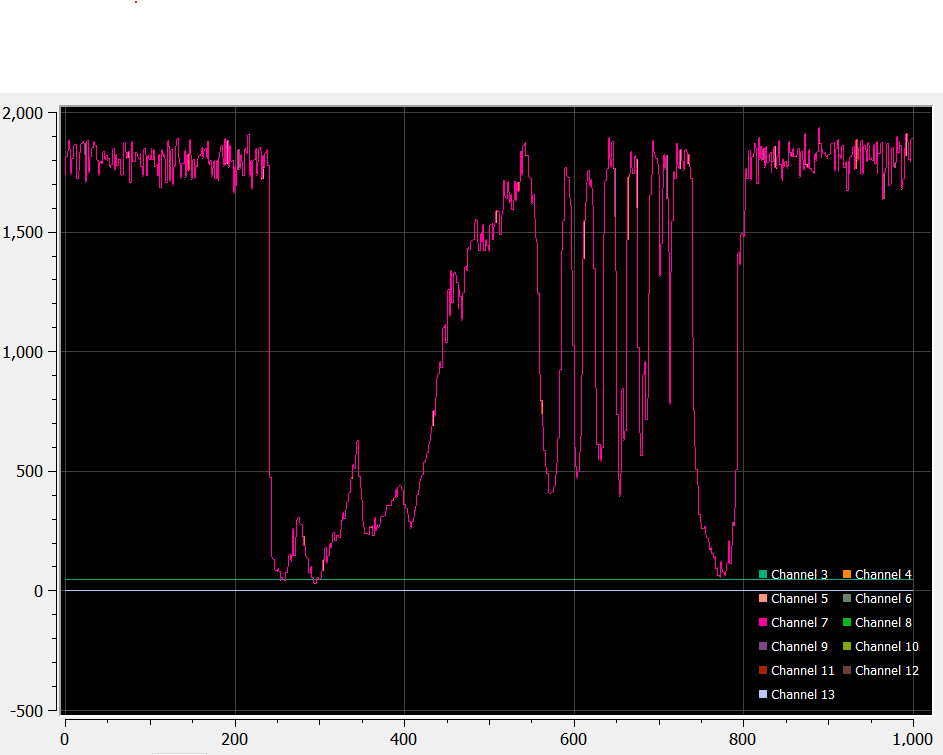 2,000
1,500
1,000
500
0
-500
Channel 3 Channel 4
Channel 5 Channel 6
Channel 7 Channel 8
Channel 9 Channel 10
Channel 11 Channel 12
Channel 13
0 200 400 600 800 1,000